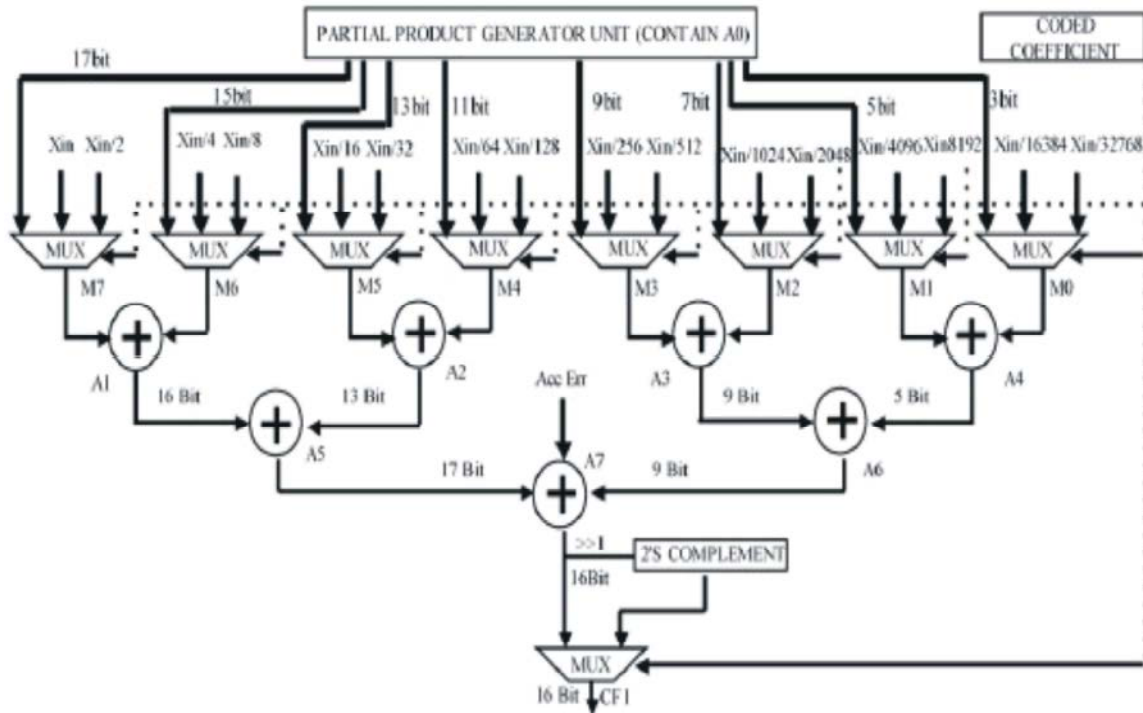 PARTIAL PRODUCT GENERATOR UNIT (CONTAIN A0)
CODED
COEFFICIENT
17bit
15bit
13bit
11bit
9bit
7bit
5bit
3bit
Xin Xin/2
Xin/4 Xin/8
Xin/16 Xin/32
Xin/64 Xin/128
Xin/256 Xin/512
Xin/1024 Xin/2048
Xin/4096 Xin8192
Xin/16384 Xin/32768
MUX MUX MUX MUX MUX MUX MUX MUX
M7 M6 M5 M4 M3 M2 M1 M0
A1 A2 A3 A4
Acc Err
16 Bit 13 Bit 9 Bit 5 Bit
A5 A7 A6
17 Bit 9 Bit
>>1
2'S COMPLEMENT
16Bit
MUX
16 Bit CF1